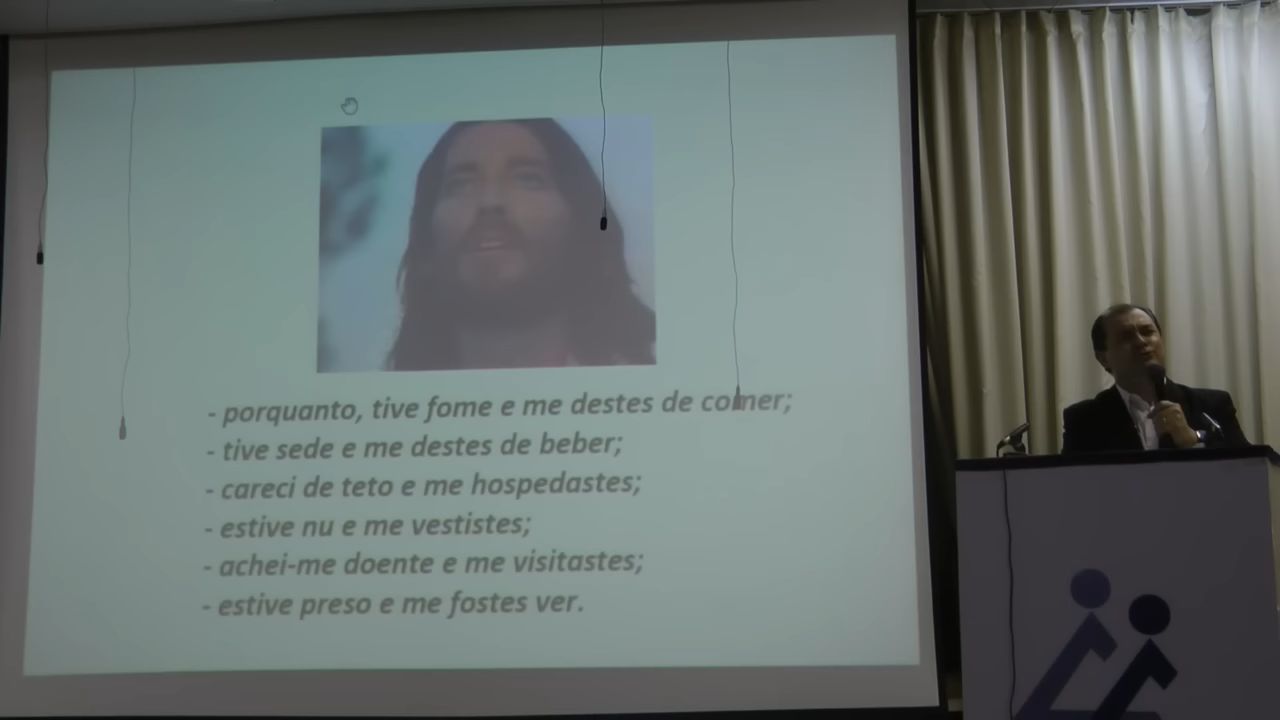 - porquanto, tive fome e me destes de comer;
- tive sede e me destes de beber;
- careci de teto e me hospedastes;
- estive nu e me vestistes;
- achei-me doente e me visitastes;
- estive preso e me fostes ver.